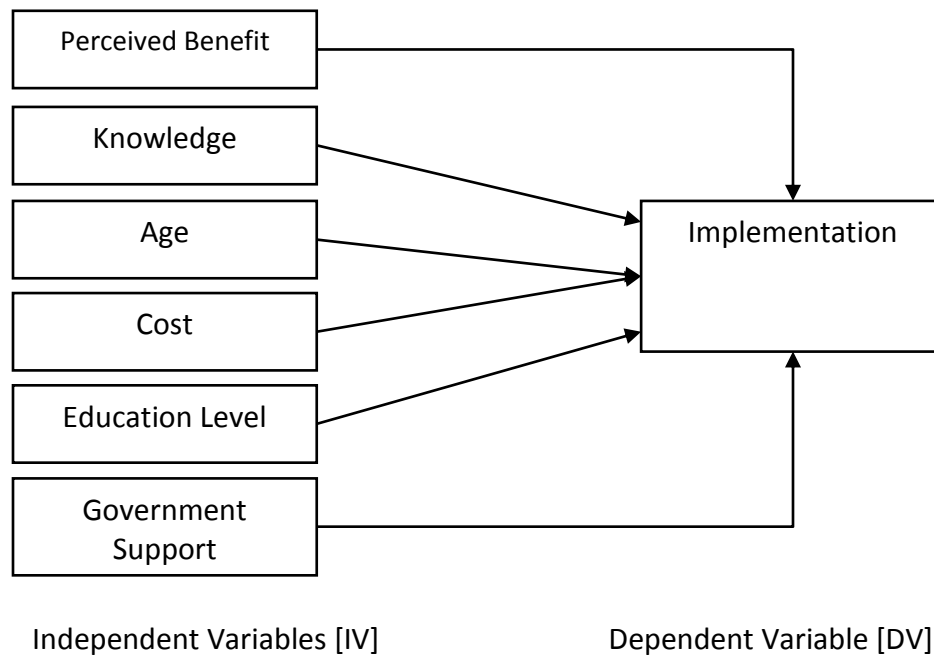 Perceived Benefit
Knowledge
Age
Cost
Education Level
Government
Support
Implementation
Independent Variables [IV]
Dependent Variable [DV]